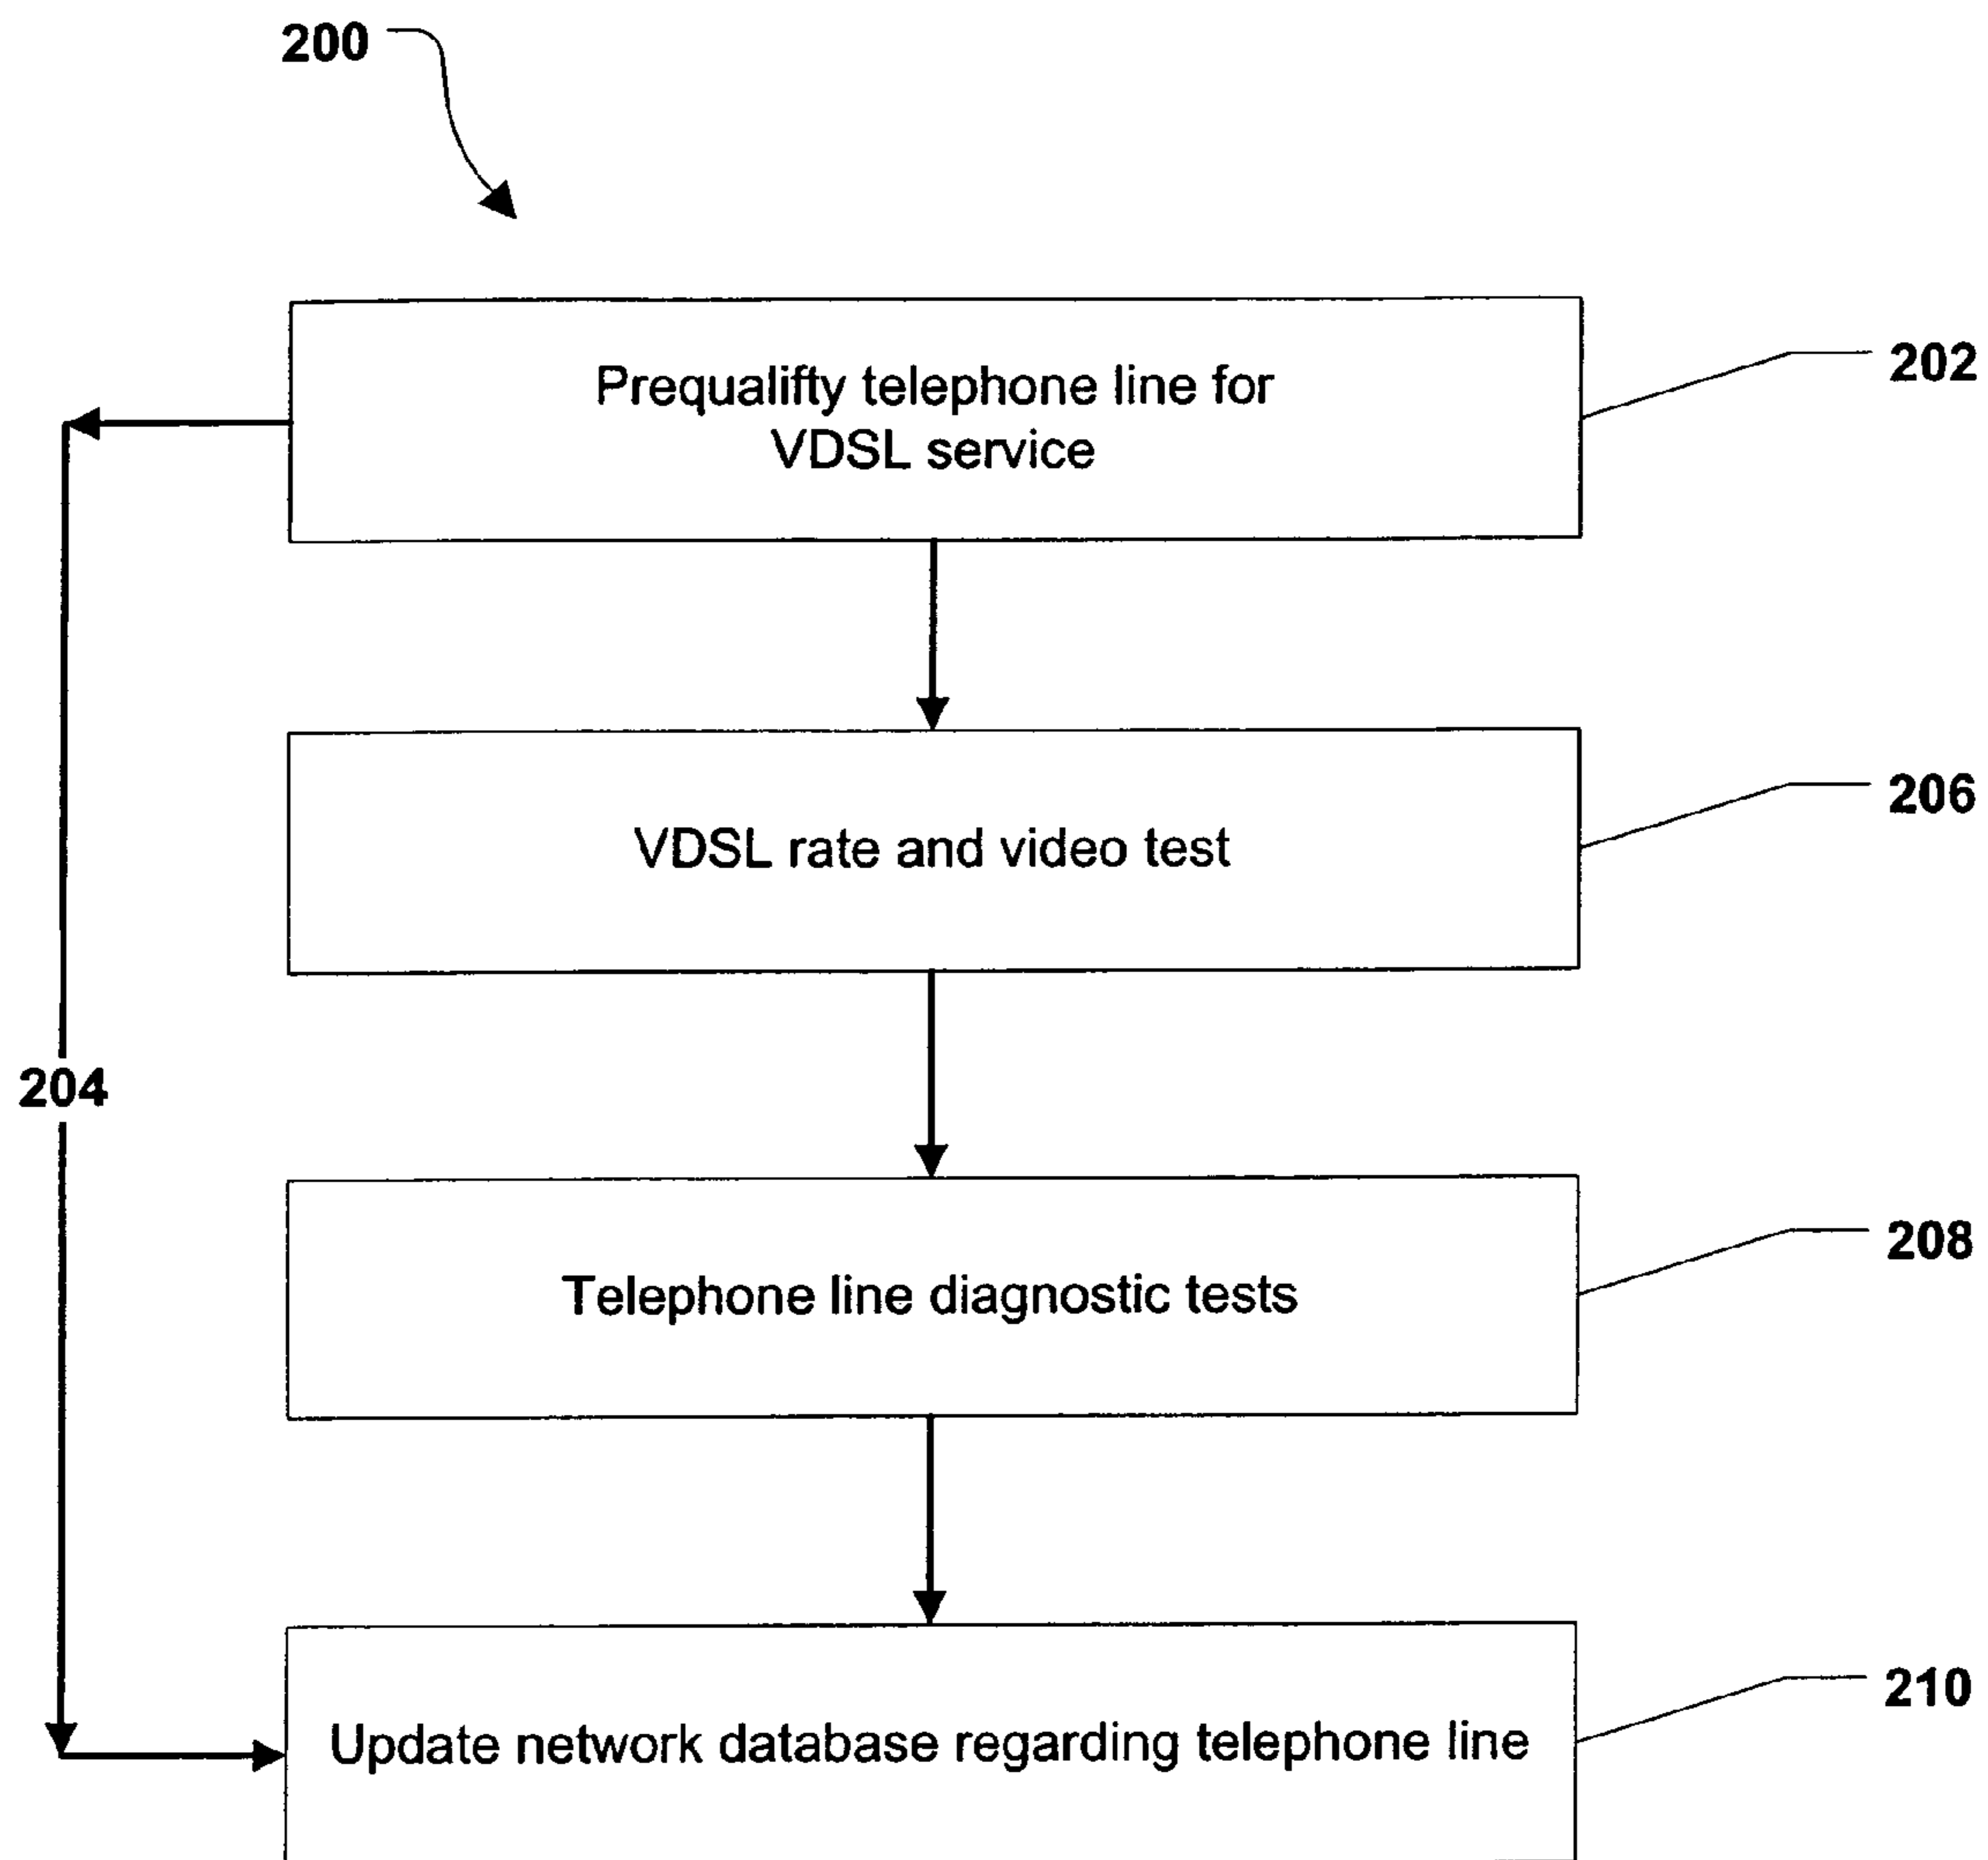 200
Prequalifty telephone line for
VDSL service
202
VDSL rate and video test
206
204
Telephone line diagnostic tests
208
Update network database regarding telephone line
210